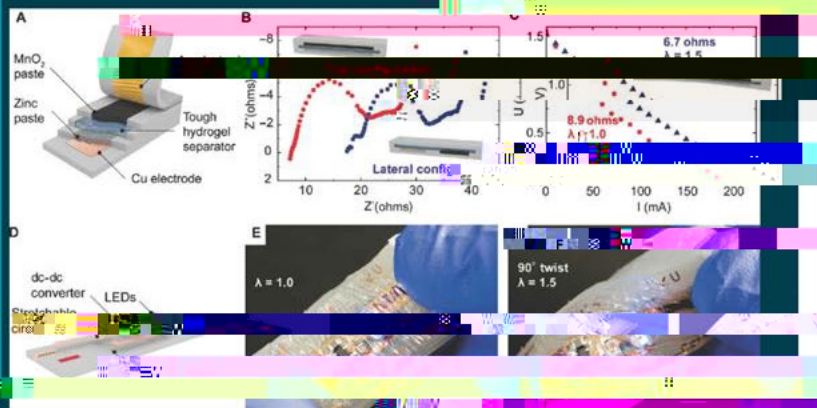 A
MnO₂
paste
Zinc
paste
Tough
hydrogel
separator
Cu electrode
B
-8
-4
-2
0
2
Z"(ohms)
10
20
30
40
Z'(ohms)
Lateral config
C
1.5
1.0
0.5
U (
V)
6.7 ohms
λ = 1.5
8.9 ohms
λ = 1.0
0
50
100
150
200
I (mA)
D
dc-dc
converter
LEDs
Stretchable
E
λ = 1.0
F
90° twist
λ = 1.5